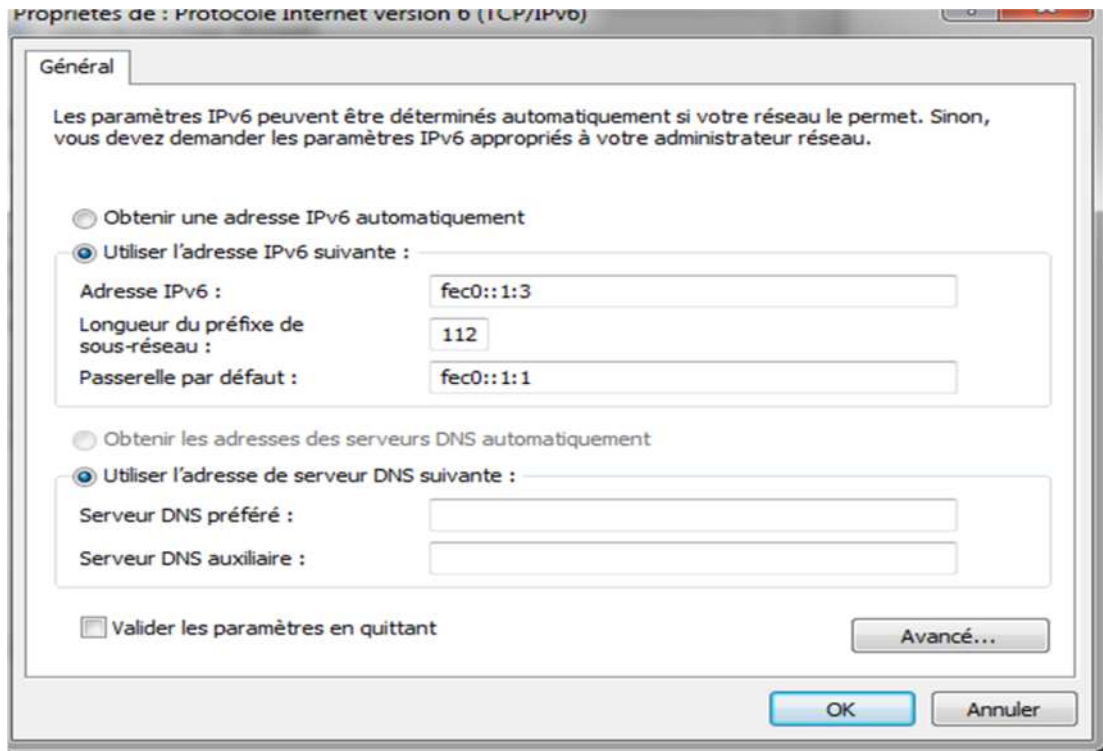 Propriétés de : Protocole Internet version 6 (TCP/IPv6)
Général
Les paramètres IPv6 peuvent être déterminés automatiquement si votre réseau le permet. Sinon,
vous devez demander les paramètres IPv6 appropriés à votre administrateur réseau.
Obtenir une adresse IPv6 automatiquement
Utiliser l'adresse IPv6 suivante :
Adresse IPv6 : fec0::1:3
Longueur du préfixe de
sous-réseau : 112
Passerelle par défaut : fec0::1:1
Obtenir les adresses des serveurs DNS automatiquement
Utiliser l'adresse de serveur DNS suivante :
Serveur DNS préféré :
Serveur DNS auxiliaire :
Valider les paramètres en quittant
Avancé...
OK Annuler